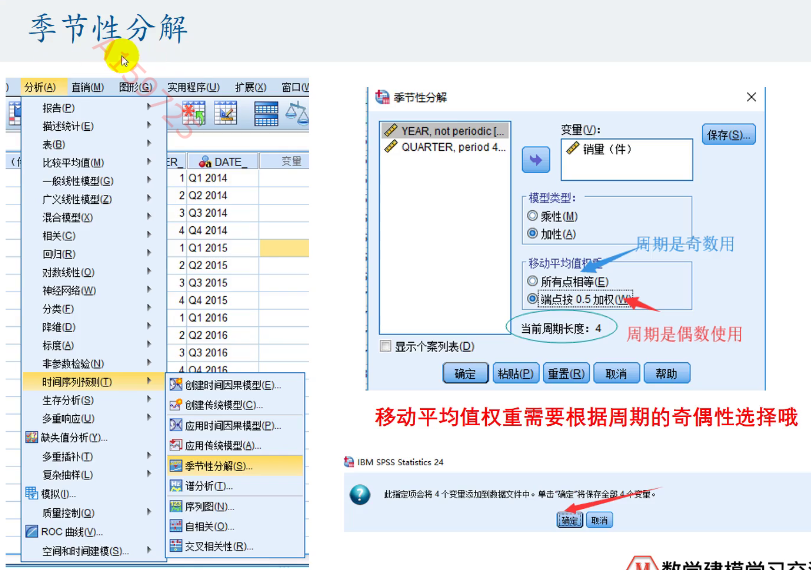 季节性分解
分析(A) 直销(M) 图形(G) 实用程序(U) 扩展(X) 窗口(W
报告(P)
描述统计(E)
表(B)
比较平均值(M)
一般线性模型(G)
广义线性模型(Z)
混合模型(X)
相关(C)
回归(R)
对数线性(O)
神经网络(W)
分类(F)
降维(D)
标度(A)
非参数检验(N)
时间序列预测(T)
生存分析(S)
多重响应(U)
缺失值分析(Y)...
多重插补(T)
复杂抽样(L)
模拟(I)...
质量控制(Q)
ROC 曲线(V)...
空间和时间建模(S)...
ER_ DATE_ 变量
1 Q1 2014
2 Q2 2014
3 Q3 2014
4 Q4 2014
1 Q1 2015
2 Q2 2015
3 Q3 2015
4 Q4 2015
1 Q1 2016
2 Q2 2016
3 Q3 2016
4 Q4 2016
创建时间因果模型(E)...
创建传统模型(C)...
应用时间因果模型(P)...
应用传统模型(A)...
季节性分解(S)...
谱分析(T)...
序列图(N)...
自相关(O)...
交叉相关性(R)...
季节性分解
YEAR, not periodic [...
QUARTER, period 4...
变量(V):
销量（件）
保存(S)...
模型类型:
乘性(M)
加性(A)
周期是奇数用
移动平均值权重
所有点相等(E)
端点按 0.5 加权(W)
当前周期长度：4
周期是偶数使用
显示个案列表(D)
确定 粘贴(P) 重置(R) 取消 帮助
移动平均值权重需要根据周期的奇偶性选择哦
IBM SPSS Statistics 24
此指定项会将 4 个变量添加到数据文件中。单击“确定”将保存全部 4 个变量。
确定 取消
数学建模学习交流